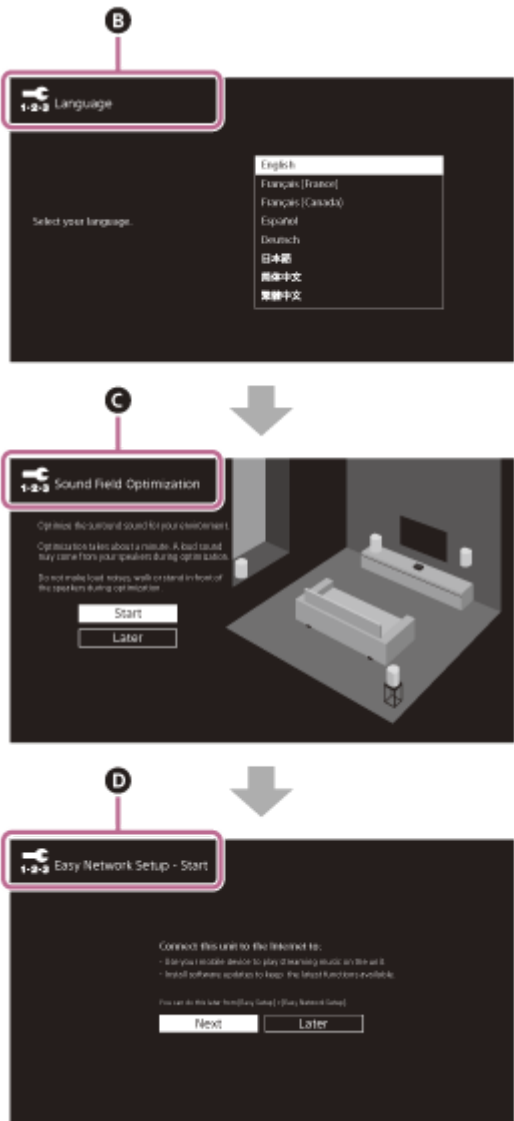 B
1·2·3 Language
Select your language.
English
Français (France)
Français (Canada)
Español
Deutsch
日本語
简体中文
繁體中文
C
1·2·3 Sound Field Optimization
Optimize the surround sound for your environment.
Optimization takes about a minute. A loud sound
may come from your speakers during optimization.
Do not make loud noises, walk or stand in front of
the speakers during optimization.
Start
Later
D
1·2·3 Easy Network Setup - Start
Connect this unit to the Internet to:
- Use your mobile device to play streaming music on the unit.
- Install software updates to keep the latest functions available.
You can do this later from [Easy Setup] > [Easy Network Setup].
Next
Later